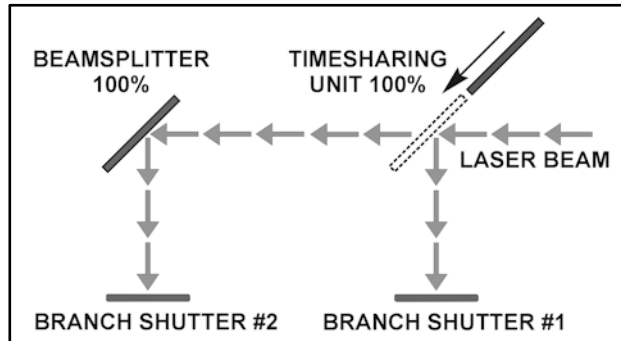 BEAMSPLITTER
100%
TIMESHARING
UNIT 100%
LASER BEAM
BRANCH SHUTTER #2
BRANCH SHUTTER #1